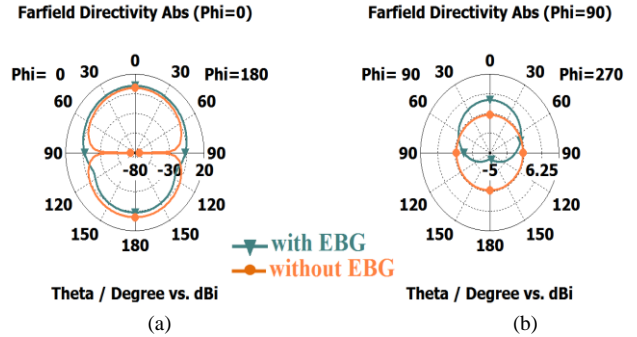 Farfield Directivity Abs (Phi=0)
0
30 30
Phi= 0 Phi=180
60 60
90 -80 -30 20 90
120 120
150 150
180
Theta / Degree vs. dBi
(a)
Farfield Directivity Abs (Phi=90)
0
30 30
Phi= 90 Phi=270
60 60
90 -5 6.25 90
120 120
150 150
180
Theta / Degree vs. dBi
(b)
with EBG
without EBG